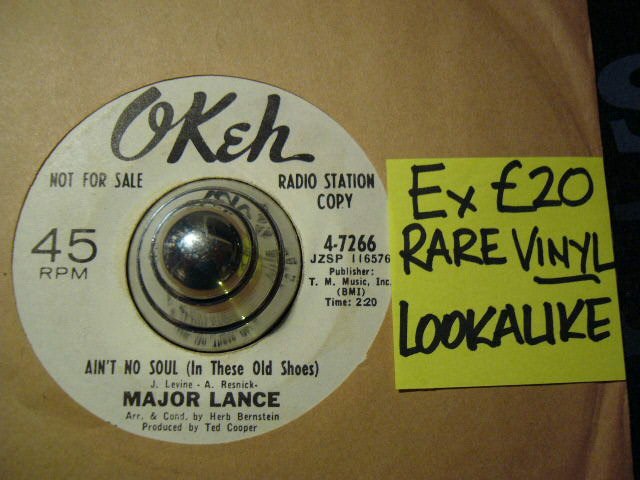 OKeh
NOT FOR SALE
RADIO STATION
COPY
45
RPM
4-7266
JZSP 116576
Publisher:
T. M. Music, Inc.
(BMI)
Time: 2:20
AIN'T NO SOUL (In These Old Shoes)
J. Levine - A. Resnick-
MAJOR LANCE
Arr. & Cond. by Herb Bernstein
Produced by Ted Cooper
Ex £20
RARE VINYL
LOOKALIKE